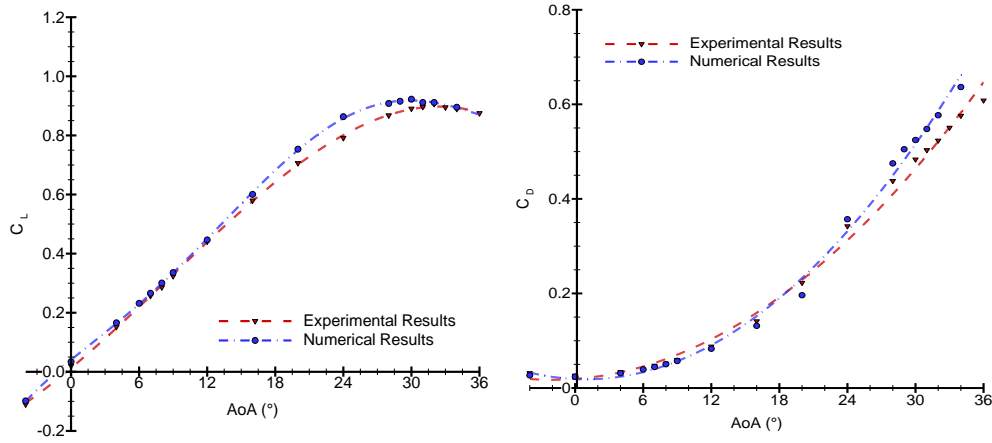 1.2
1.0
0.8
0.6
0.4
0.2
-0.0
-0.2
C_L
0 6 12 18 24 30 36
AoA (°)
Experimental Results
Numerical Results
0.8
0.6
0.4
0.2
0
C_D
0 6 12 18 24 30 36
AoA (°)
Experimental Results
Numerical Results